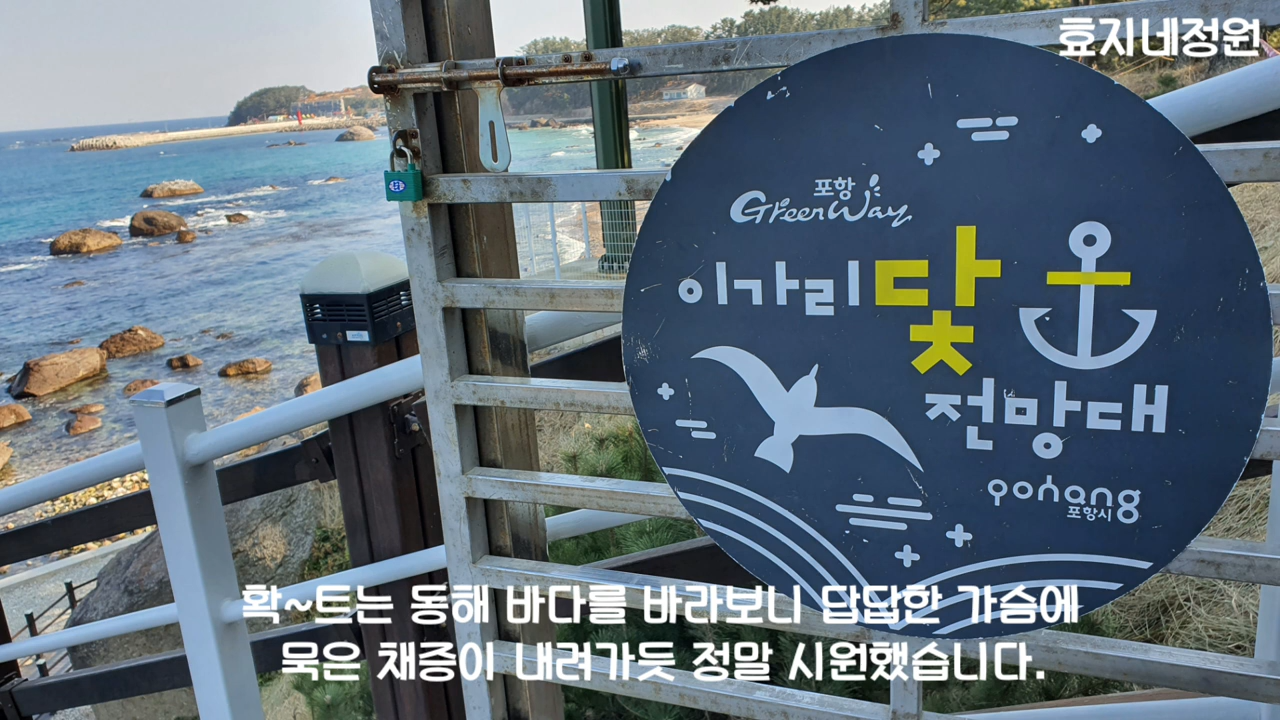 효지네정원
포항
Green Way
이가리닻
전망대
pohang
포항시
확~트는 동해 바다를 바라보니 답답한 가슴에
묵은 채증이 내려가듯 정말 시원했습니다.